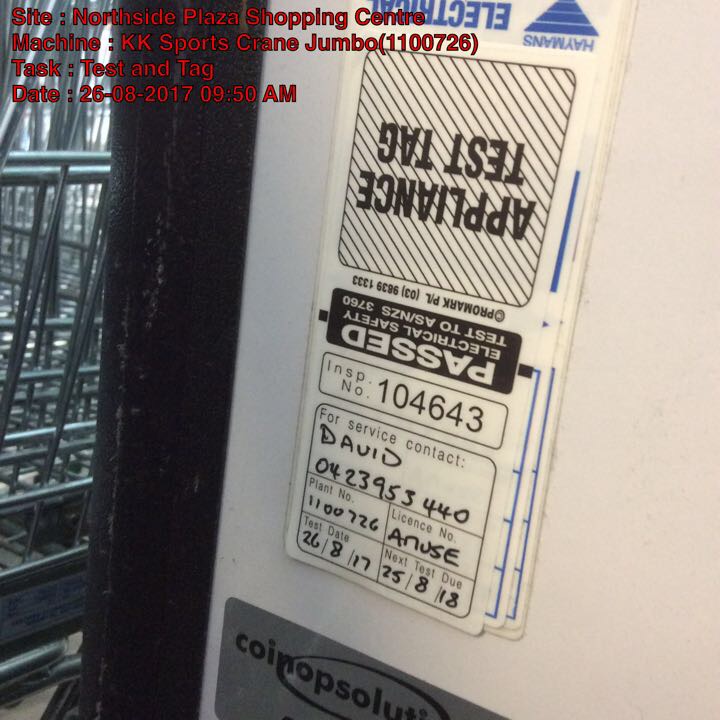 Site : Northside Plaza Shopping Centre
Machine : KK Sports Crane Jumbo(1100726)
Task : Test and Tag
Date : 26-08-2017 09:50 AM
HAYMANS
ELECTRICAL
APPLIANCE
TEST TAG
©PROMARK P/L (03) 9839 1333
PASSED
ELECTRICAL SAFETY
TEST TO AS/NZS 3760
Insp. No. 104643
For service contact:
DAVID
0423953440
Plant No. Licence No.
1100726 AMUSE
Test Date Next Test Due
26/8/17 25/8/18
coinopsoluti